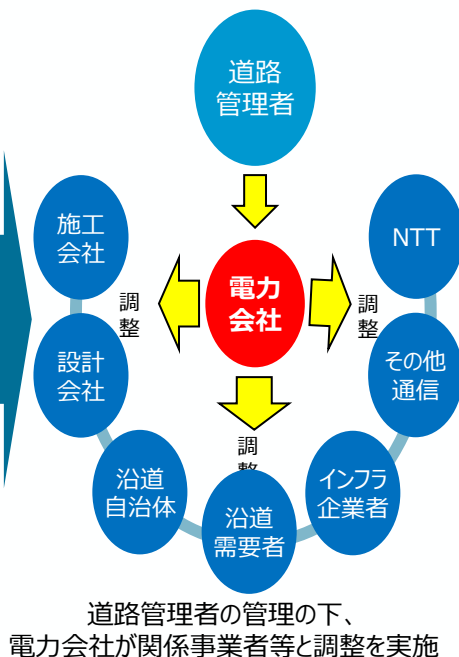 道路
管理者
施工
会社
NTT
電力
会社
調
整
調
整
設計
会社
その他
通信
調
整
沿道
自治体
沿道
需要者
インフラ
企業者
道路管理者の管理の下、
電力会社が関係事業者等と調整を実施